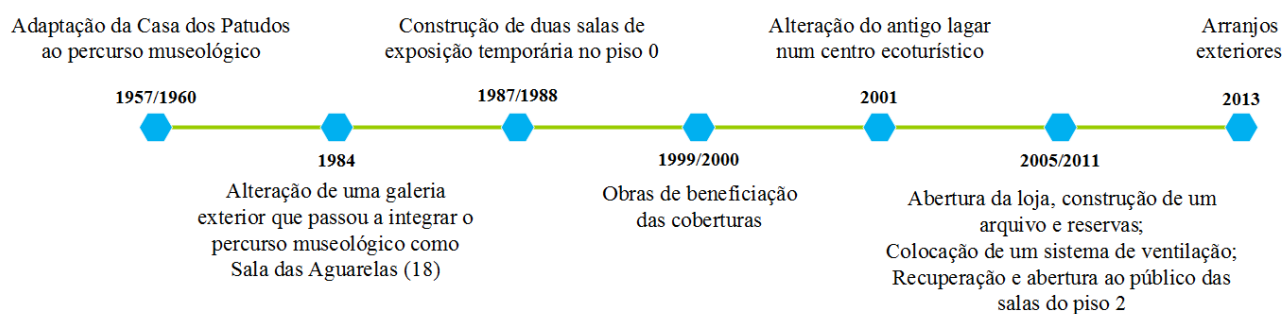 Adaptação da Casa dos Patudos
ao percurso museológico
1957/1960
1984
Alteração de uma galeria
exterior que passou a integrar o
percurso museológico como
Sala das Aguarelas (18)
Construção de duas salas de
exposição temporária no piso 0
1987/1988
1999/2000
Obras de beneficiação
das coberturas
Alteração do antigo lagar
num centro ecoturístico
2001
2005/2011
Abertura da loja, construção de um
arquivo e reservas;
Colocação de um sistema de ventilação;
Recuperação e abertura ao público das
salas do piso 2
Arranjos
exteriores
2013